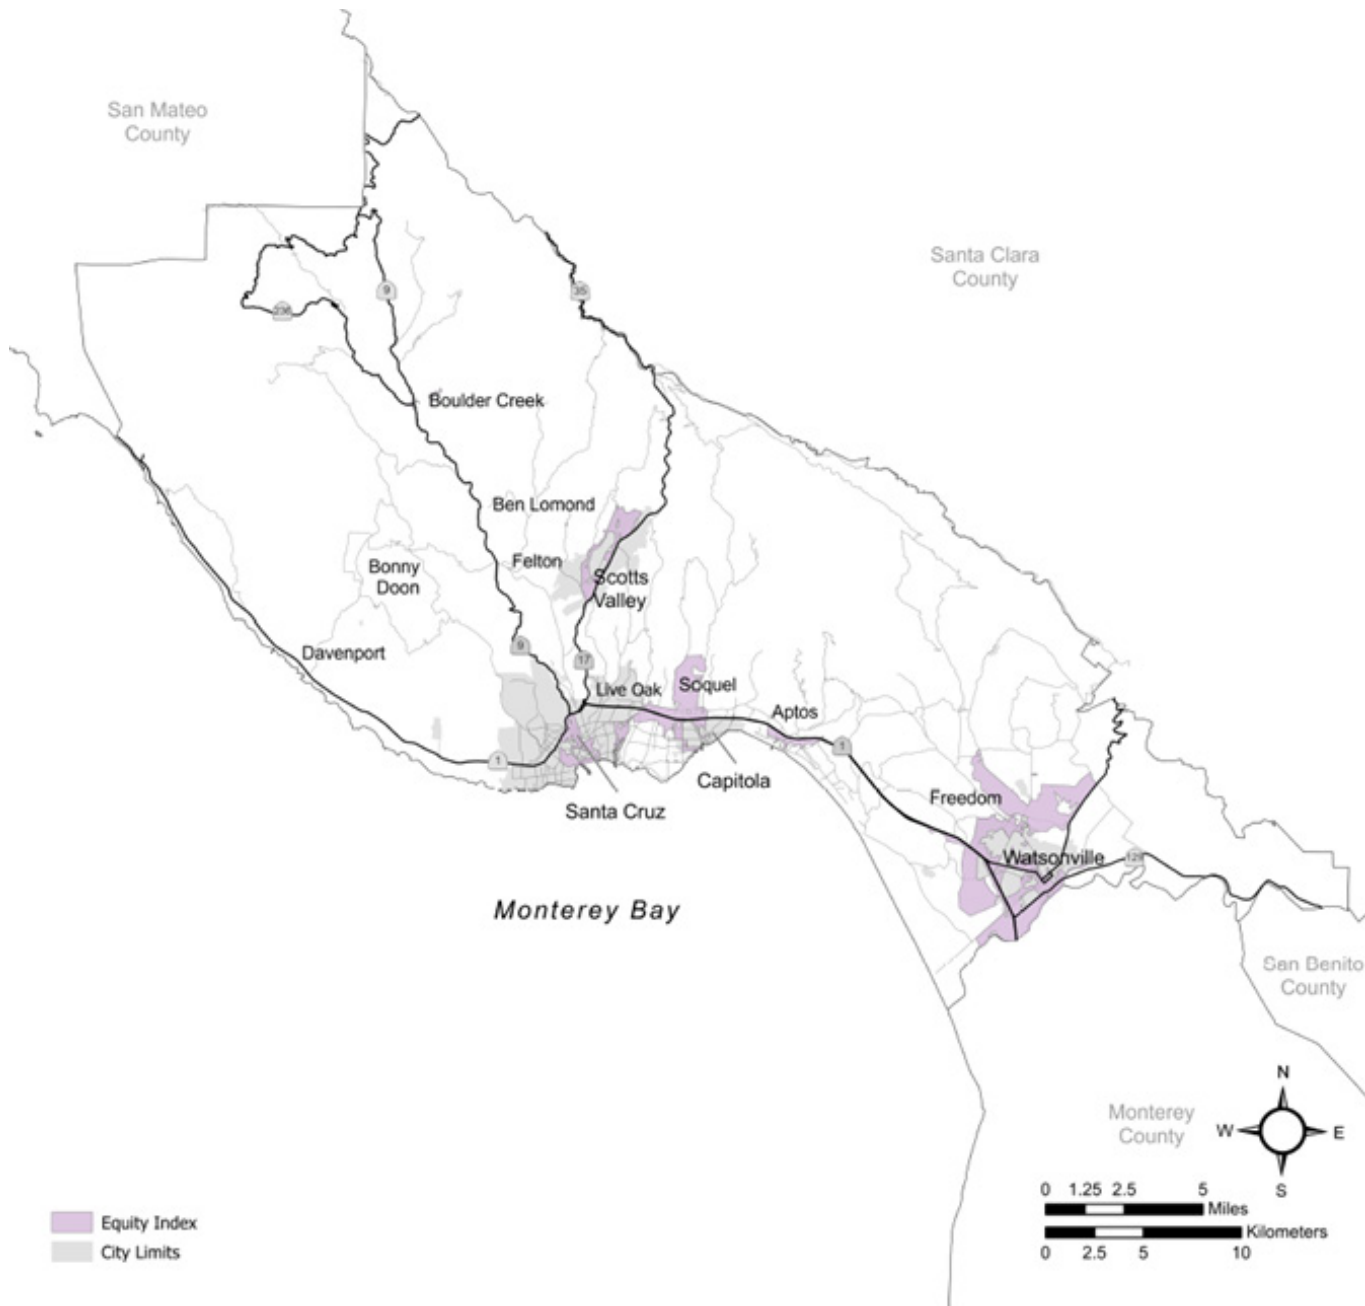 San Mateo
County
Santa Clara
County
9
35
236
Boulder Creek
Ben Lomond
Felton
Bonny
Doon
Scotts
Valley
Davenport
9
17
Live Oak
Soquel
Aptos
1
1
Capitola
Santa Cruz
Freedom
Watsonville
129
Monterey Bay
San Benito
County
Monterey
County
N
W
E
S
0 1.25 2.5 5
Miles
Kilometers
0 2.5 5 10
Equity Index
City Limits